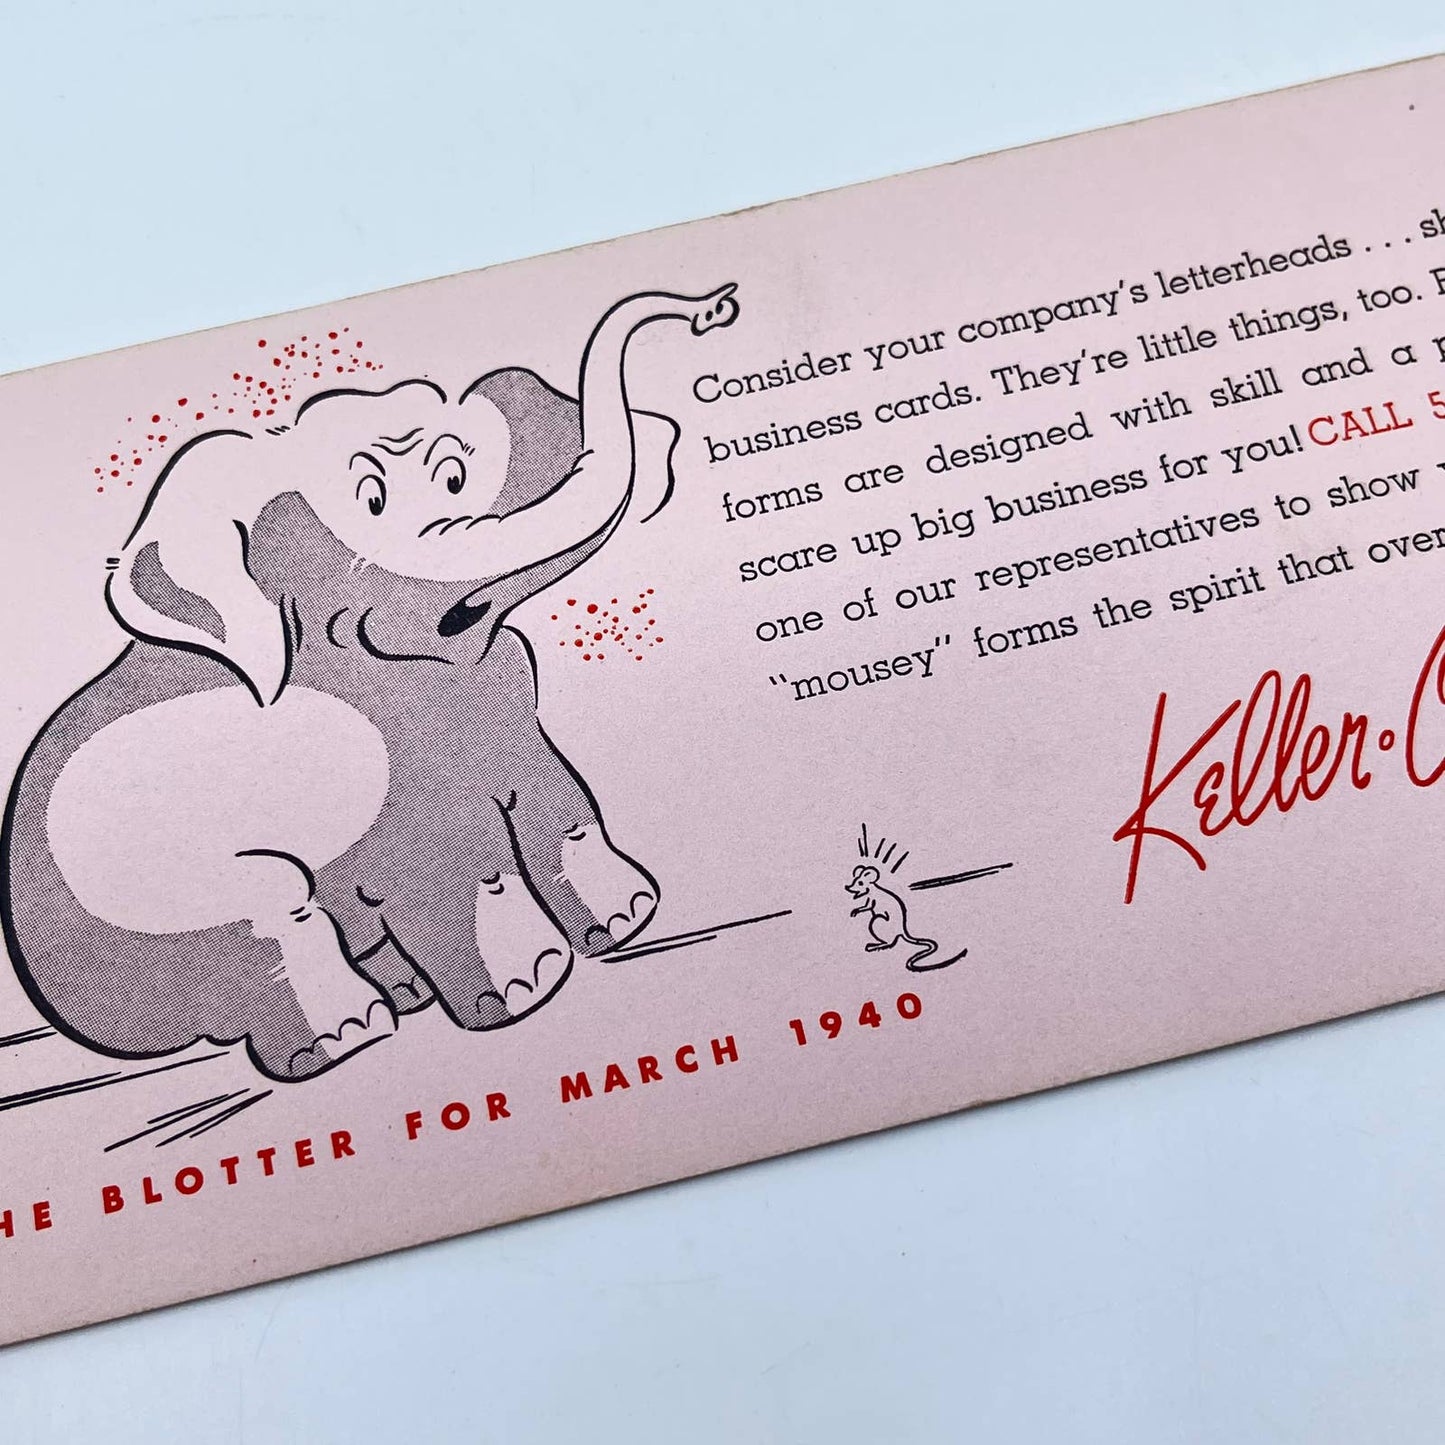 Consider your company's letterheads . . .
business cards. They're little things, too.
forms are designed with skill and a
scare up big business for you! CALL 5
one of our representatives to show
"mousey" forms the spirit that over
Keller
BLOTTER FOR MARCH 1940